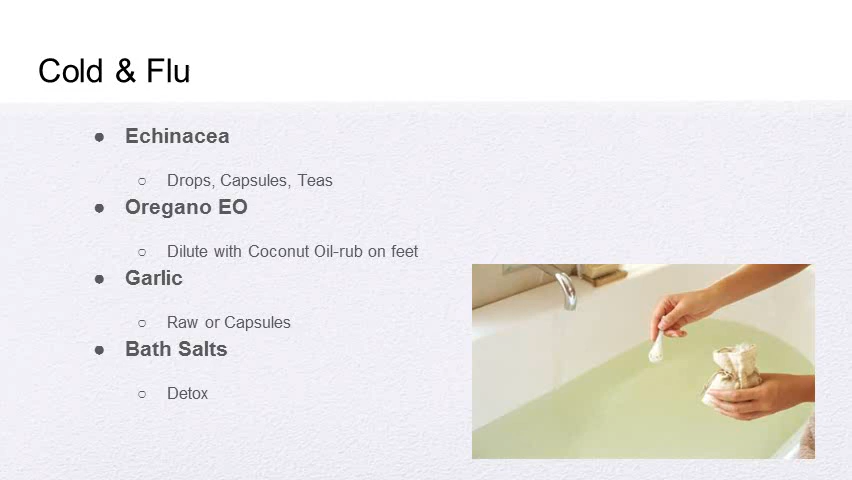 Cold & Flu
● Echinacea
○ Drops, Capsules, Teas
● Oregano EO
○ Dilute with Coconut Oil-rub on feet
● Garlic
○ Raw or Capsules
● Bath Salts
○ Detox